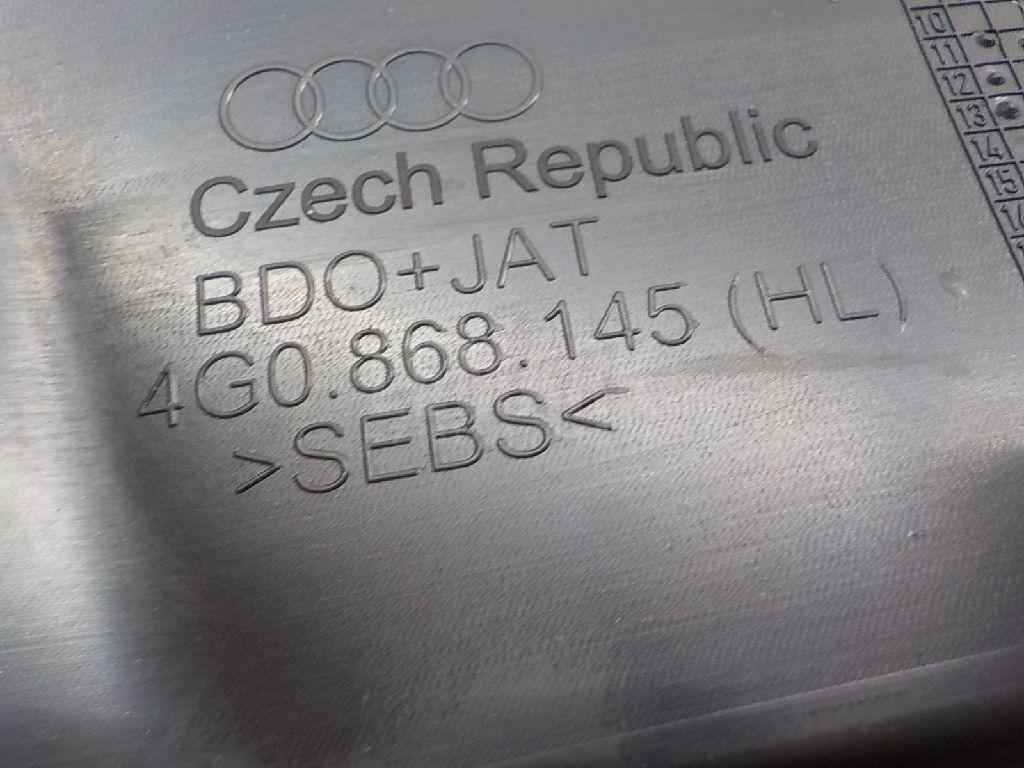 Czech Republic
BDO+JAT
4G0.868.145 (HL)
>SEBS<
10
11
12
13
14
15